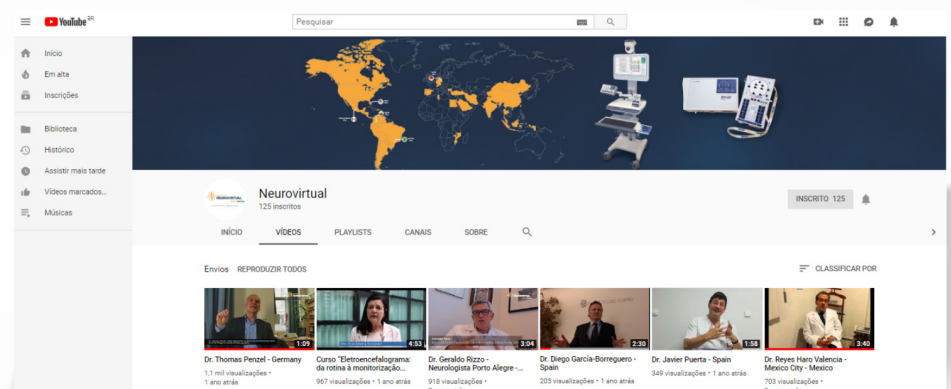 YouTube BR
Pesquisar
Início
Em alta
Inscrições
Biblioteca
Histórico
Assistir mais tarde
Vídeos marcados...
Músicas
NEUROVIRTUAL
Neurovirtual
125 inscritos
INSCRITO 125
INÍCIO VÍDEOS PLAYLISTS CANAIS SOBRE
Envios REPRODUZIR TODOS
CLASSIFICAR POR
1:09
4:53
3:04
2:30
1:58
3:40
Dr. Thomas Penzel - Germany
1,1 mil visualizações •
1 ano atrás
Curso "Eletroencefalograma:
da rotina à monitorização...
967 visualizações • 1 ano atrás
Dr. Geraldo Rizzo -
Neurologista Porto Alegre -...
918 visualizações •
Dr. Diego García-Borreguero -
Spain
205 visualizações • 1 ano atrás
Dr. Javier Puerta - Spain
349 visualizações • 1 ano atrás
Dr. Reyes Haro Valencia -
Mexico City - Mexico
703 visualizações •